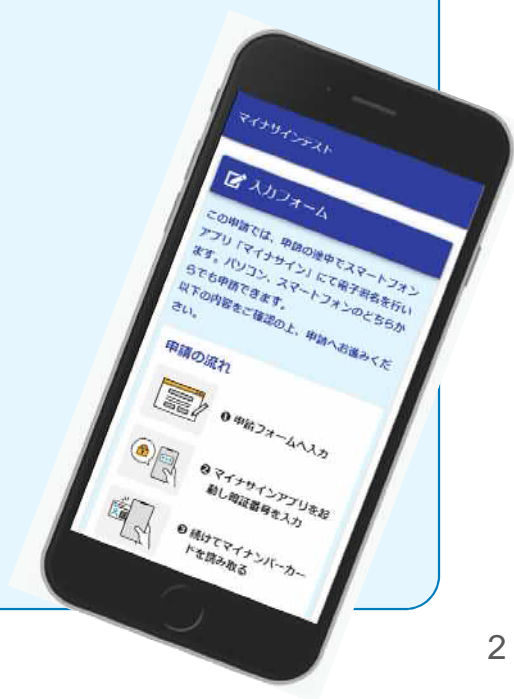 マイナサインテスト
入力フォーム
この申請では、申請の途中でスマートフォン
アプリ「マイナサイン」にて電子署名を行い
ます。パソコン、スマートフォンのどちらか
らでも申請できます。
以下の内容をご確認の上、申請へお進みくだ
さい。
申請の流れ
❶ 申請フォームへ入力
❷ マイナサインアプリを起
動し暗証番号を入力
❸ 続けてマイナンバーカー
ドを読み取る
2